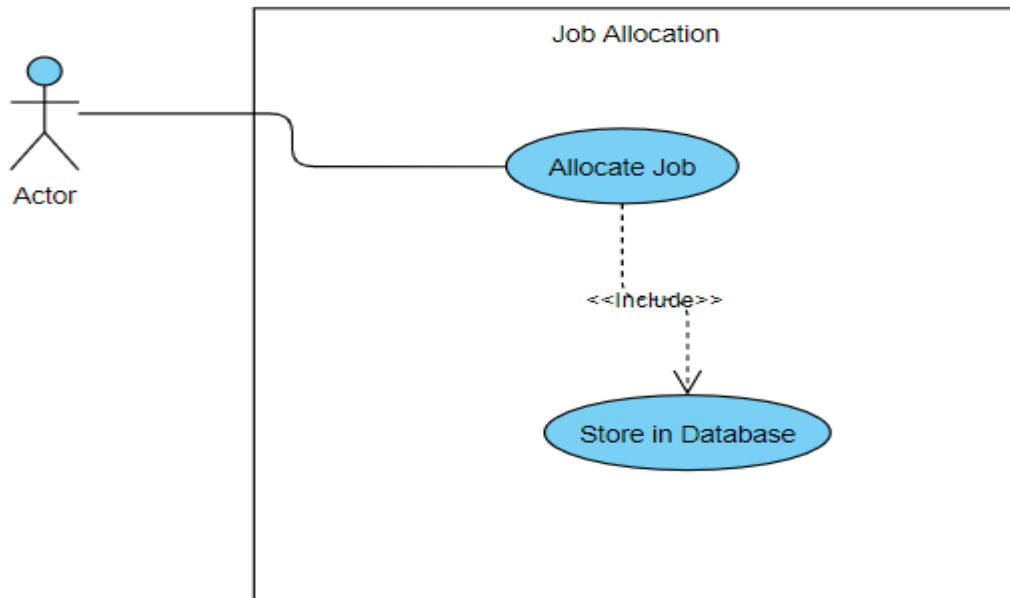 Job Allocation
Actor
Allocate Job
<<Include>>
Store in Database